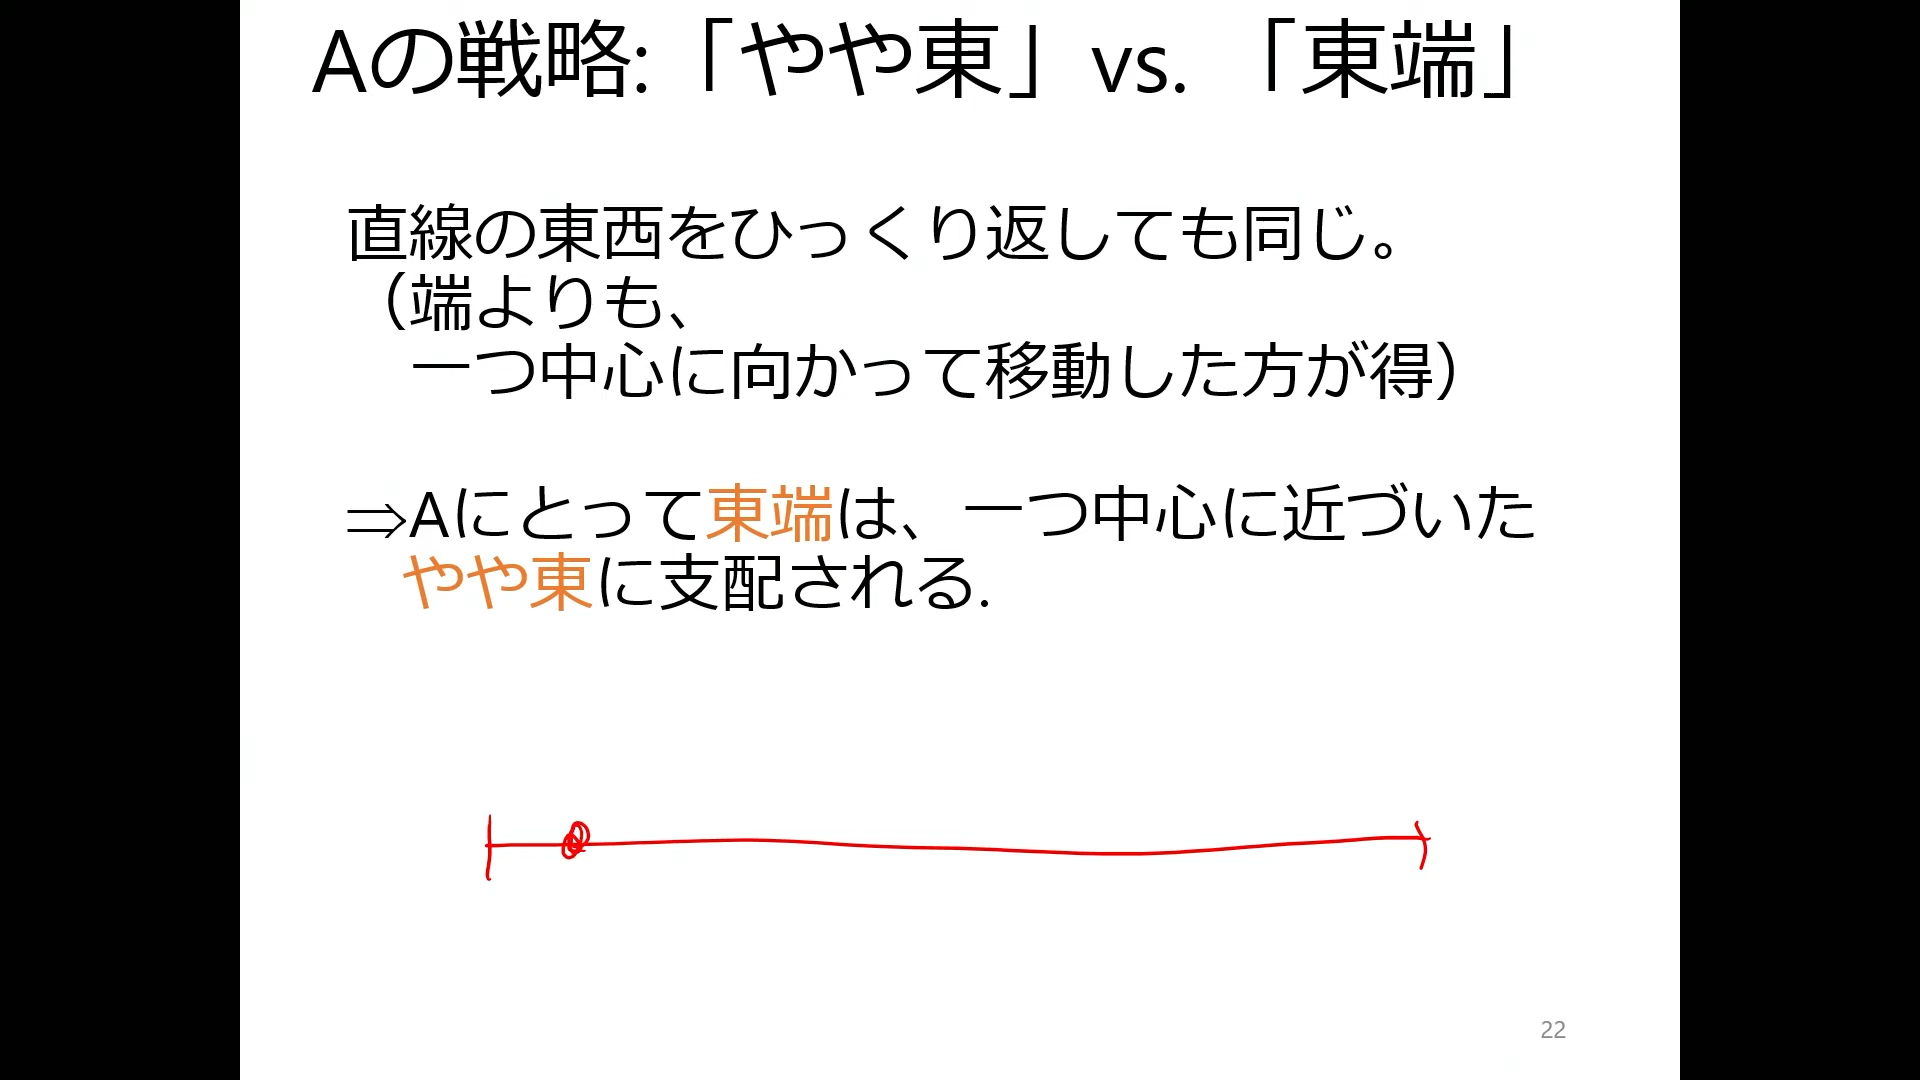 Aの戦略:「やや東」vs. 「東端」
直線の東西をひっくり返しても同じ。
（端よりも、
一つ中心に向かって移動した方が得）
⇒Aにとって東端は、一つ中心に近づいた
やや東に支配される.
22